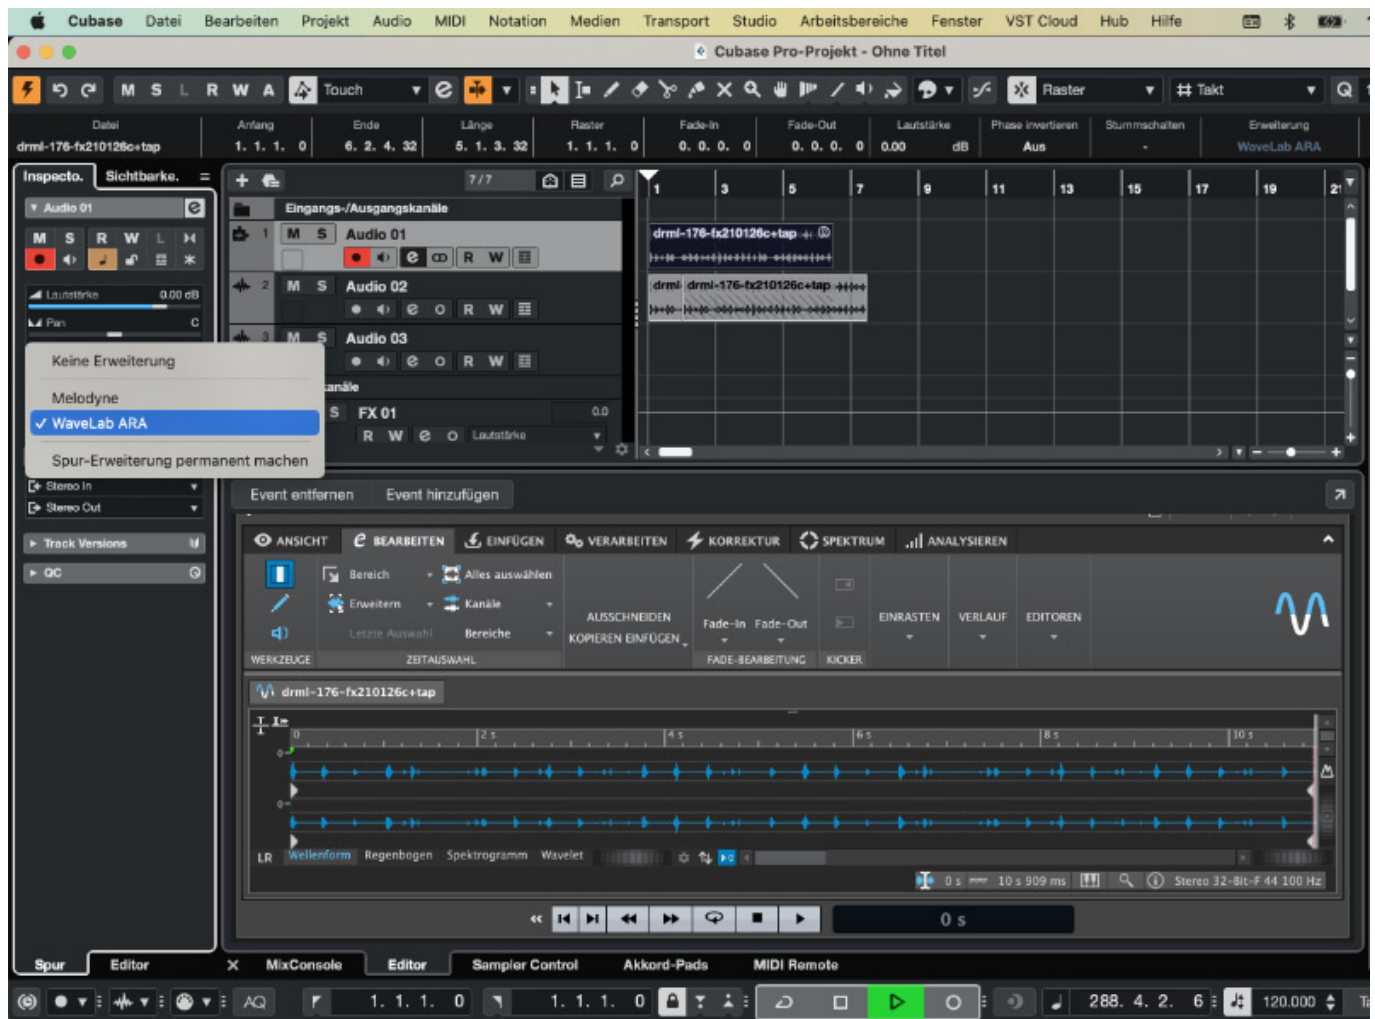 Cubase Datei Bearbeiten Projekt Audio MIDI Notation Medien Transport Studio Arbeitsbereiche Fenster VST Cloud Hub Hilfe
Cubase Pro-Projekt - Ohne Titel
M S L R W A Touch Raster Takt Q
Datei Anfang Ende Länge Raster Fade-In Fade-Out Lautstärke Phase invertieren Stummschalten Erweiterung
drml-176-fx210126c+tap 1. 1. 1. 0 6. 2. 4. 32 5. 1. 3. 32 1. 1. 1. 0 0. 0. 0. 0 0. 0. 0. 0 0.00 dB Aus - WaveLab ARA
Inspecto. Sichtbarke. 7/7 1 3 5 7 9 11 13 15 17 19 21
Audio 01 e Eingangs-/Ausgangskanäle
M S R W L 1 M S Audio 01 drml-176-fx210126c+tap
e R W
2 M S Audio 02 drml- drml-176-fx210126c+tap
Lautstärke 0.00 dB e R W
Pan C
3 M S Audio 03
e R W
Keine Erweiterung
anäle
Melodyne
S FX 01 0.0
WaveLab ARA
R W e Lautstärke
Spur-Erweiterung permanent machen
Stereo In
Stereo Out
Event entfernen Event hinzufügen
Track Versions
QC
ANSICHT BEARBEITEN EINFÜGEN VERARBEITEN KORREKTUR SPEKTRUM ANALYSIEREN
Bereich Alles auswählen
Erweitern Kanäle
Letzte Auswahl Bereiche
AUSSCHNEIDEN
KOPIEREN EINFÜGEN
Fade-In Fade-Out
EINRASTEN VERLAUF EDITOREN
WERKZEUGE ZEITAUSWAHL FADE-BEARBEITUNG KICKER
drml-176-fx210126c+tap
0 2 s 4 s 6 s 8 s 10 s
0
0
LR Wellenform Regenbogen Spektrogramm Wavelet
0 s 10 s 909 ms Stereo 32-Bit-F 44 100 Hz
0 s
Spur Editor X MixConsole Editor Sampler Control Akkord-Pads MIDI Remote
AQ 1. 1. 1. 0 1. 1. 1. 0 288. 4. 2. 6 120.000